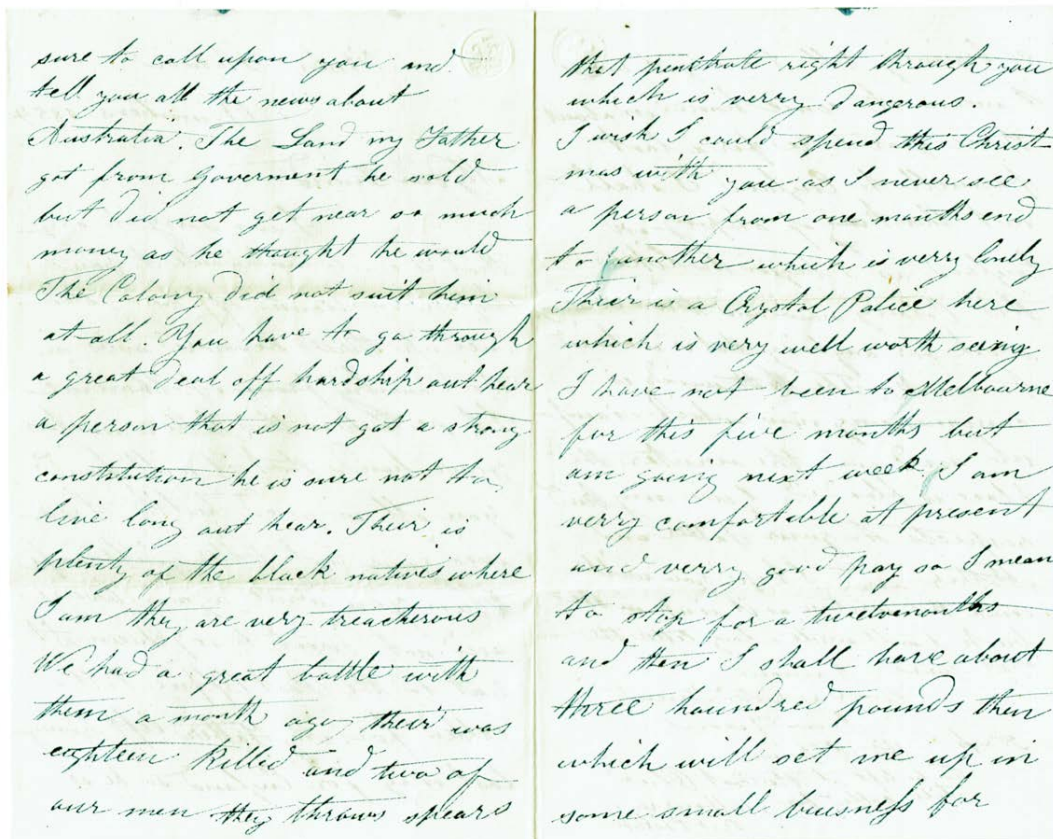 sure to call upon you and
tell you all the news about
Australia. The Land my Father
got from Goverment he sold
but did not get near so much
money as he thought he would
The Colony did not suit him
at all. You have to go through
a great deal off hardship out hear
a person that is not got a strong
constitution he is sure not to
live long out hear. Their is
plenty of the black natives where
I am they are very treacherous
We had a great battle with
them a month ago their was
eighteen killed and two of
our men they throws spears
that penetrate right through you
which is verry dangerous.
I wish I could spend this Christ
mas with you as I never see
a person from one months end
to another which is very lonely
Their is a Crystal Palice here
which is very well worth seeing
I have not been to Melbourne
for this five months but
am going next week I am
verry comfortable at present
and verry good pay so I mean
to stop for a twelvemonths
and then I shall have about
three houndred pounds then
which will set me up in
some small buisness for